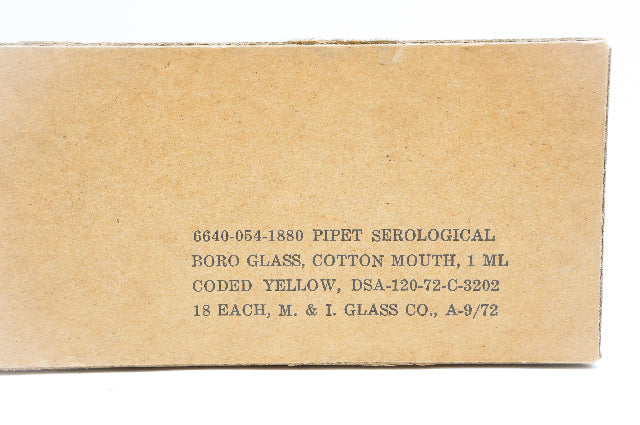 6640-054-1880 PIPET SEROLOGICAL
BORO GLASS, COTTON MOUTH, 1 ML
CODED YELLOW, DSA-120-72-C-3202
18 EACH, M. & I. GLASS CO., A-9/72